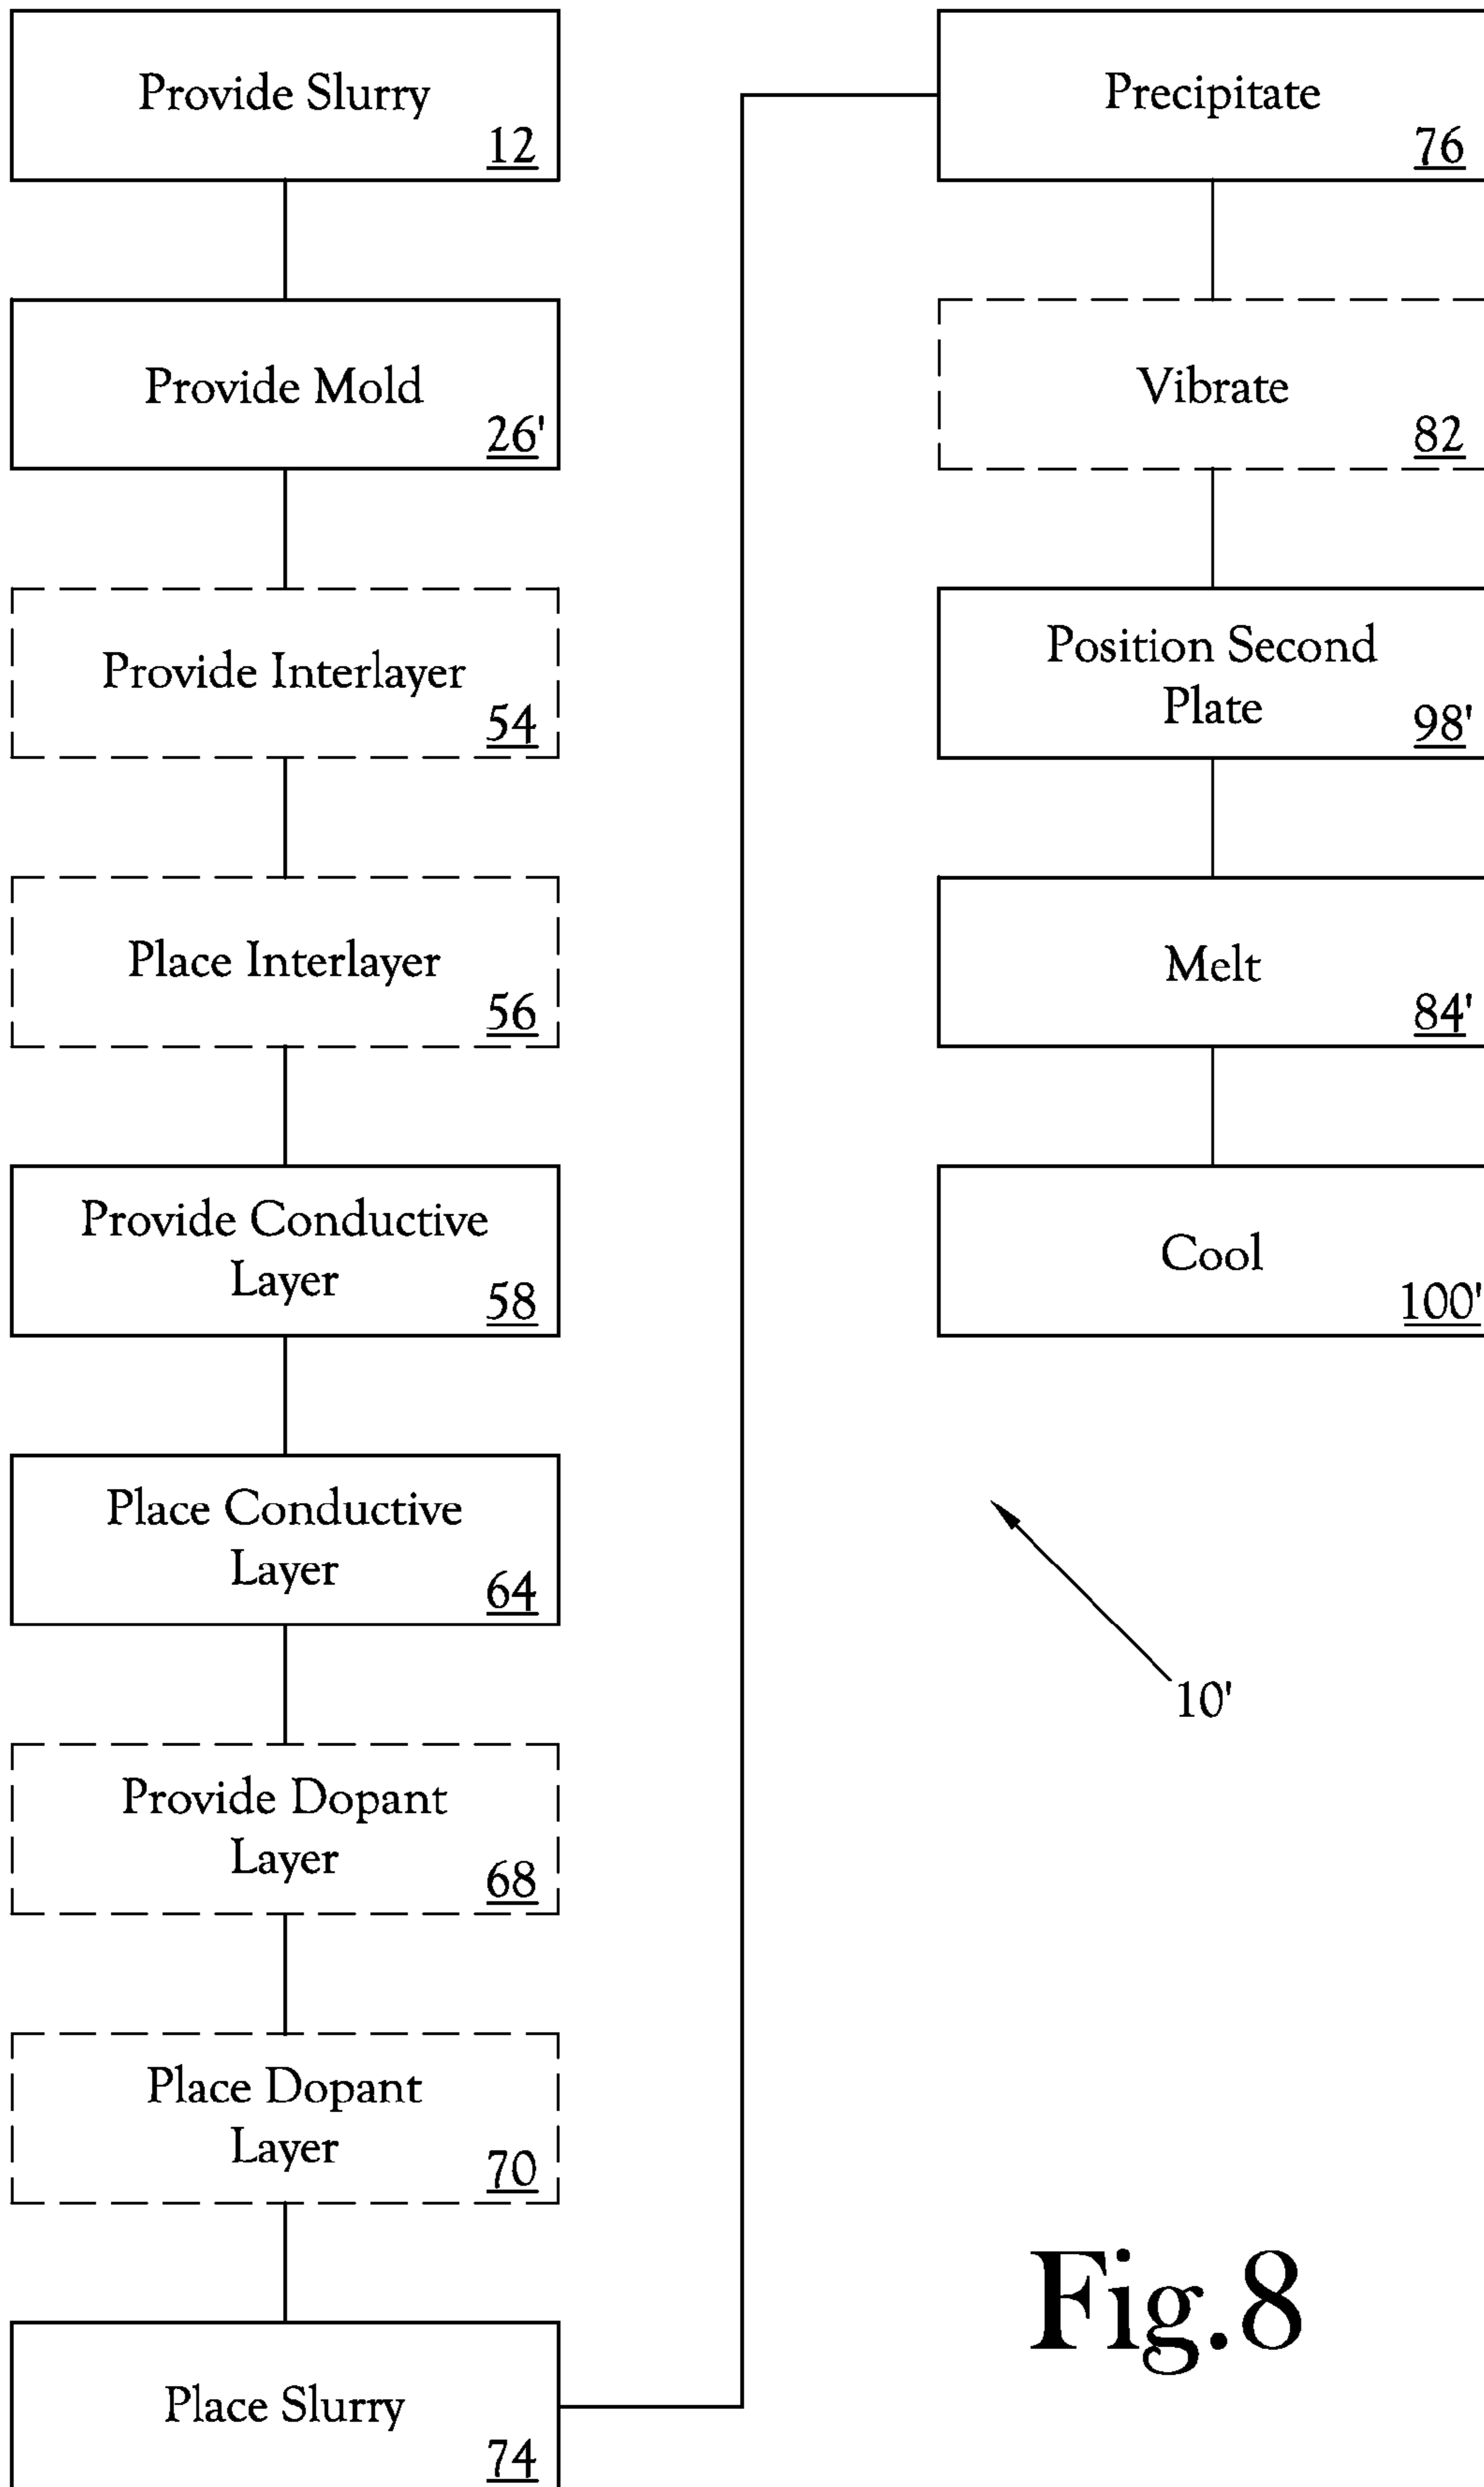 Provide Slurry
12
Provide Mold
26'
Provide Interlayer
54
Place Interlayer
56
Provide Conductive
Layer
58
Place Conductive
Layer
64
Provide Dopant
Layer
68
Place Dopant
Layer
70
Place Slurry
74
Precipitate
76
Vibrate
82
Position Second
Plate
98'
Melt
84'
Cool
100'
10'
Fig.8